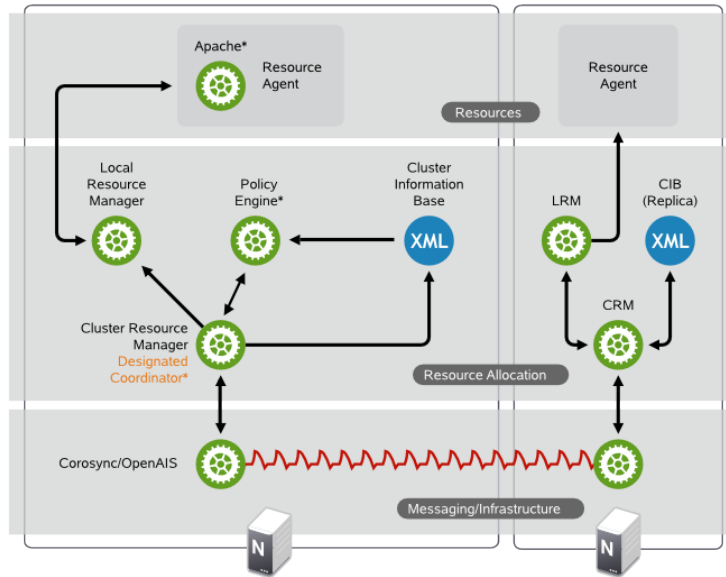 Apache*
Resource
Agent
Resource
Agent
Resources
Local
Resource
Manager
Policy
Engine*
Cluster
Information
Base
LRM
CIB
(Replica)
XML
XML
CRM
Cluster Resource
Manager
Designated
Coordinator*
Resource Allocation
Corosync/OpenAIS
Messaging/Infrastructure
N
N